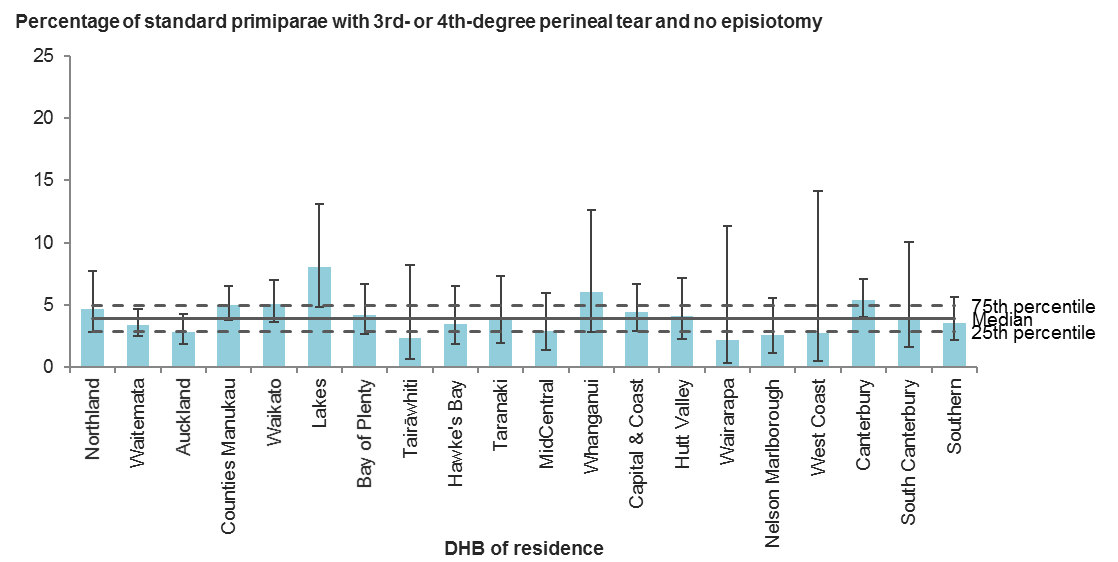 Percentage of standard primiparae with 3rd- or 4th-degree perineal tear and no episiotomy
25
20
15
10
5
0
75th percentile
Median
25th percentile
Northland
Waitemata
Auckland
Counties Manukau
Waikato
Lakes
Bay of Plenty
Tairāwhiti
Hawke's Bay
Taranaki
MidCentral
Whanganui
Capital & Coast
Hutt Valley
Wairarapa
Nelson Marlborough
West Coast
Canterbury
South Canterbury
Southern
DHB of residence